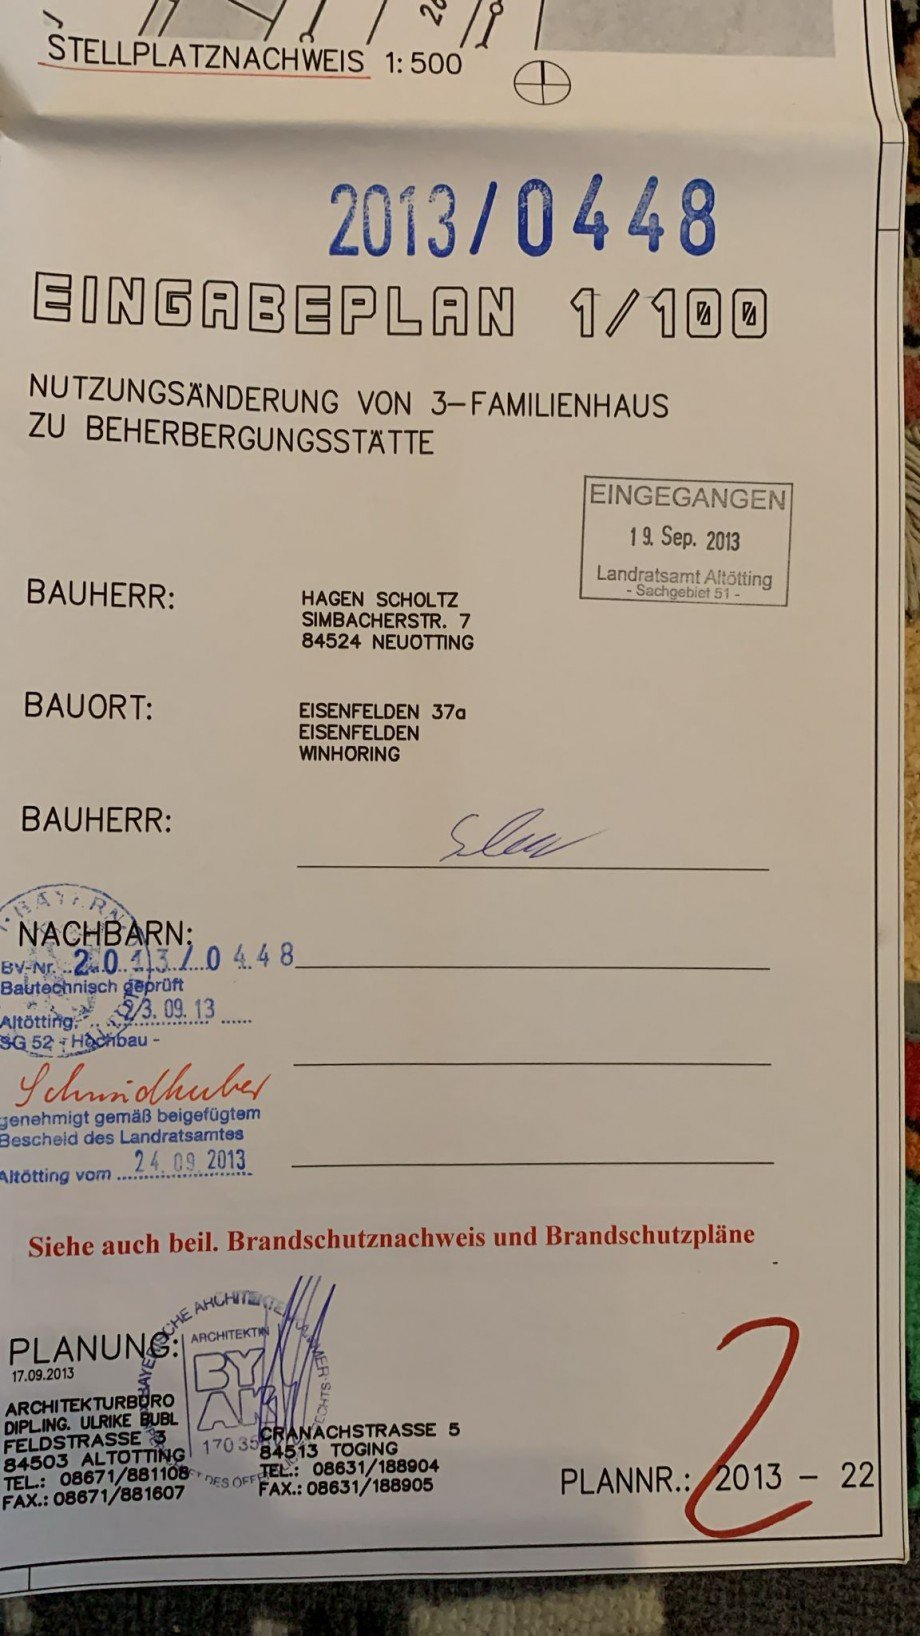 STELLPLATZNACHWEIS 1:500
2013/0448
EINGABEPLAN 1/100
NUTZUNGSÄNDERUNG VON 3-FAMILIENHAUS
ZU BEHERBERGUNGSSTÄTTE
EINGEGANGEN
19. Sep. 2013
Landratsamt Altötting
- Sachgebiet 51 -
BAUHERR:
HAGEN SCHOLTZ
SIMBACHERSTR. 7
84524 NEUÖTTING
BAUORT:
EISENFELDEN 37a
EISENFELDEN
WINHÖRING
BAUHERR:
NACHBARN:
BV-Nr. 2013/0448
Bautechnisch geprüft
Altötting, 23. 09. 13
SG 52 - Hochbau -
Schmidhuber
genehmigt gemäß beigefügtem
Bescheid des Landratsamtes
Altötting vom 24. 09. 2013
Siehe auch beil. Brandschutznachweis und Brandschutzpläne
PLANUNG:
17.09.2013
ARCHITEKTURBÜRO
DIPLING. ULRIKE BUBL
FELDSTRASSE 3
84503 ALTÖTTING
TEL.: 08671/881108
FAX.: 08671/881607
ARCHITEKTIN
BY
AK
CRANACHSTRASSE 5
84513 TÖGING
TEL.: 08631/188904
FAX.: 08631/188905
2
PLANNR.: 2013 - 22